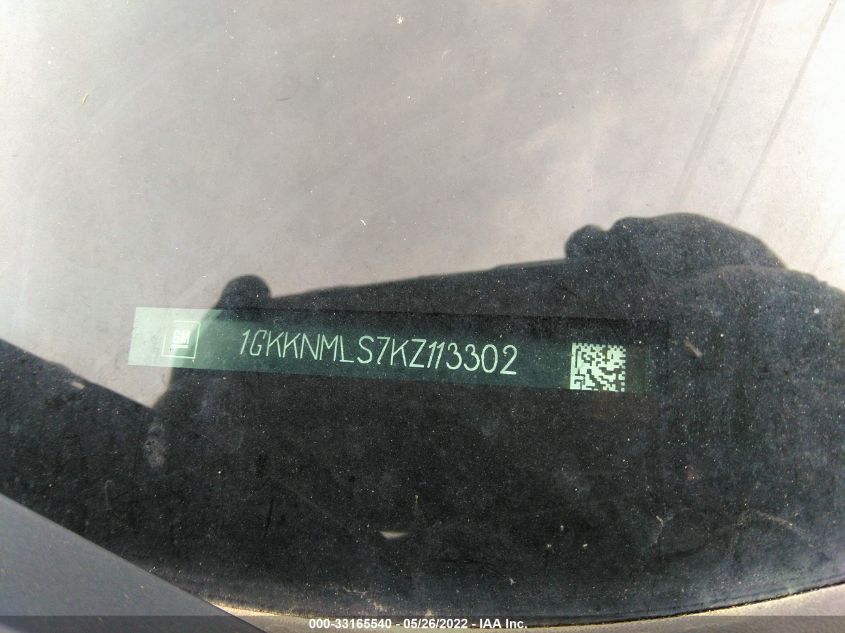 GM
1GKKNMLS7KZ113302
000-33165540 - 05/26/2022 - IAA Inc.